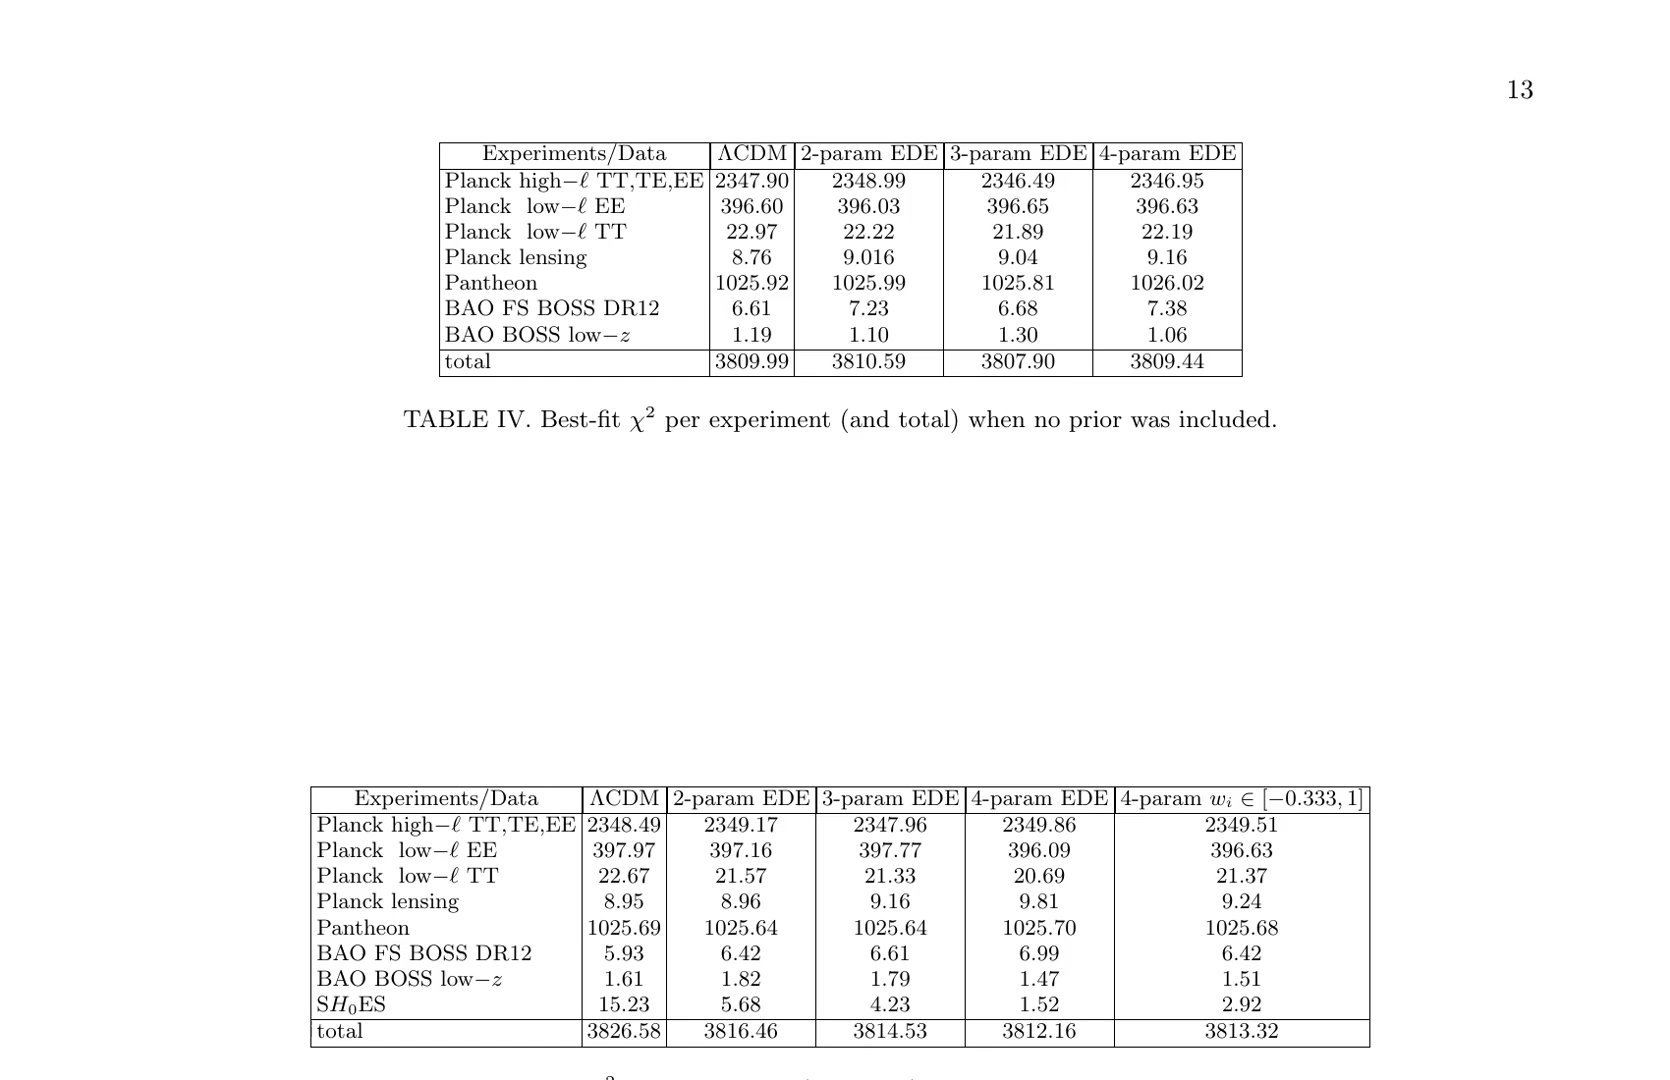 13
Experiments/Data ΛCDM 2-param EDE 3-param EDE 4-param EDE
Planck high−ℓ TT,TE,EE 2347.90 2348.99 2346.49 2346.95
Planck low−ℓ EE 396.60 396.03 396.65 396.63
Planck low−ℓ TT 22.97 22.22 21.89 22.19
Planck lensing 8.76 9.016 9.04 9.16
Pantheon 1025.92 1025.99 1025.81 1026.02
BAO FS BOSS DR12 6.61 7.23 6.68 7.38
BAO BOSS low−z 1.19 1.10 1.30 1.06
total 3809.99 3810.59 3807.90 3809.44
TABLE IV. Best-fit χ² per experiment (and total) when no prior was included.
Experiments/Data ΛCDM 2-param EDE 3-param EDE 4-param EDE 4-param wᵢ ∈ [−0.333, 1]
Planck high−ℓ TT,TE,EE 2348.49 2349.17 2347.96 2349.86 2349.51
Planck low−ℓ EE 397.97 397.16 397.77 396.09 396.63
Planck low−ℓ TT 22.67 21.57 21.33 20.69 21.37
Planck lensing 8.95 8.96 9.16 9.81 9.24
Pantheon 1025.69 1025.64 1025.64 1025.70 1025.68
BAO FS BOSS DR12 5.93 6.42 6.61 6.99 6.42
BAO BOSS low−z 1.61 1.82 1.79 1.47 1.51
SH₀ES 15.23 5.68 4.23 1.52 2.92
total 3826.58 3816.46 3814.53 3812.16 3813.32